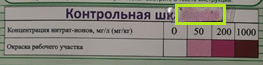 Контрольная шк
Концентрация нитрат-ионов, мг/л (мг/кг) 0 50 200 1000
Окраска рабочего участка